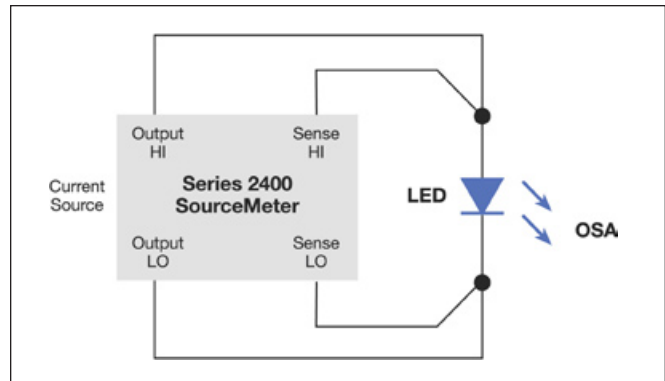 Output
HI
Sense
HI
Current
Source
Series 2400
SourceMeter
Output
LO
Sense
LO
LED
OSA